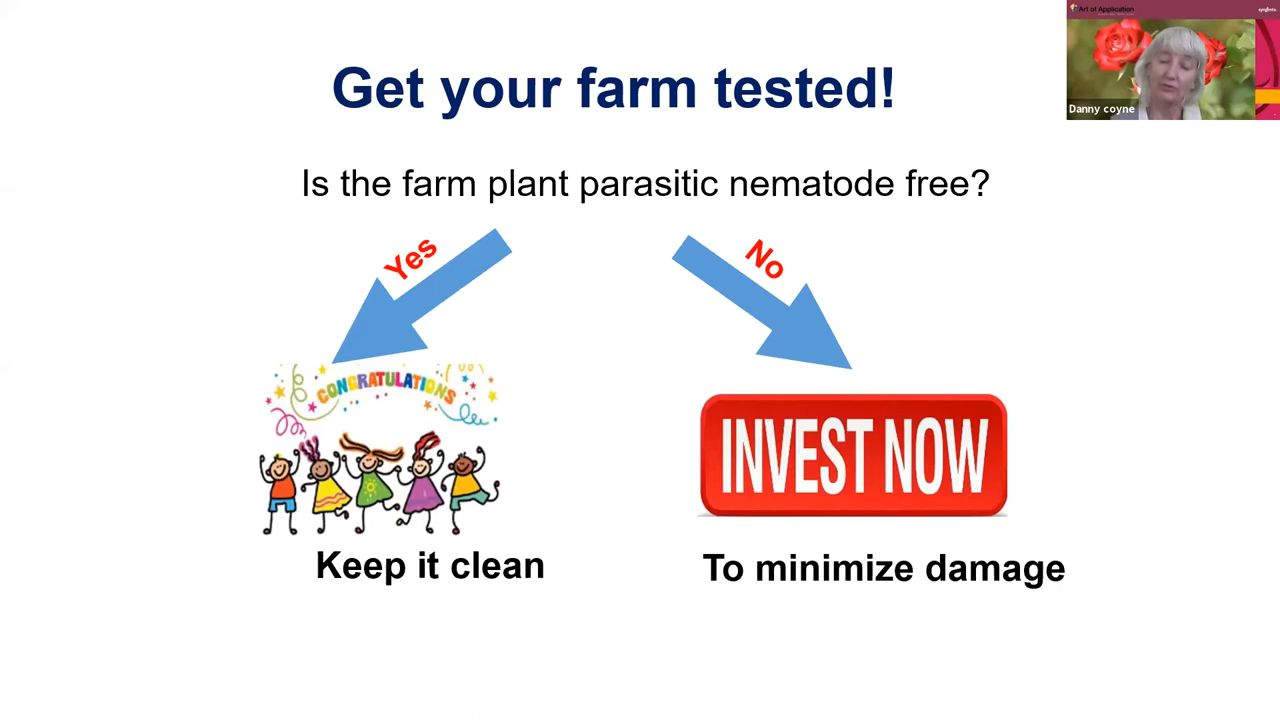 Art of Application
syngenta
Danny coyne
Get your farm tested!
Is the farm plant parasitic nematode free?
Yes
No
CONGRATULATIONS
INVEST NOW
Keep it clean
To minimize damage